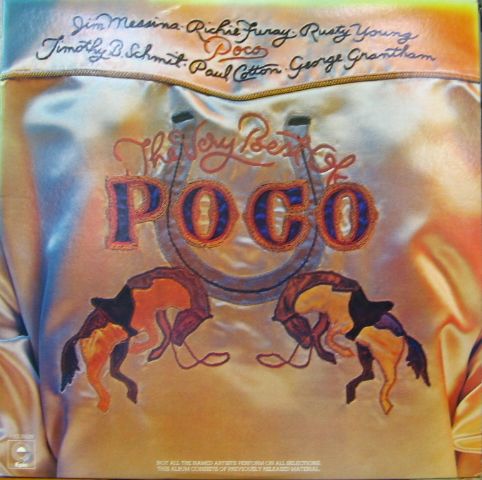 Jim Messina · Richie Furay · Rusty Young
Timothy B. Schmit · Poco · George Grantham
Paul Cotton
The Very Best Of
POCO
Epic
NOT ALL THE NAMED ARTISTS PERFORM ON ALL SELECTIONS.
THIS ALBUM CONSISTS OF PREVIOUSLY RELEASED MATERIAL.